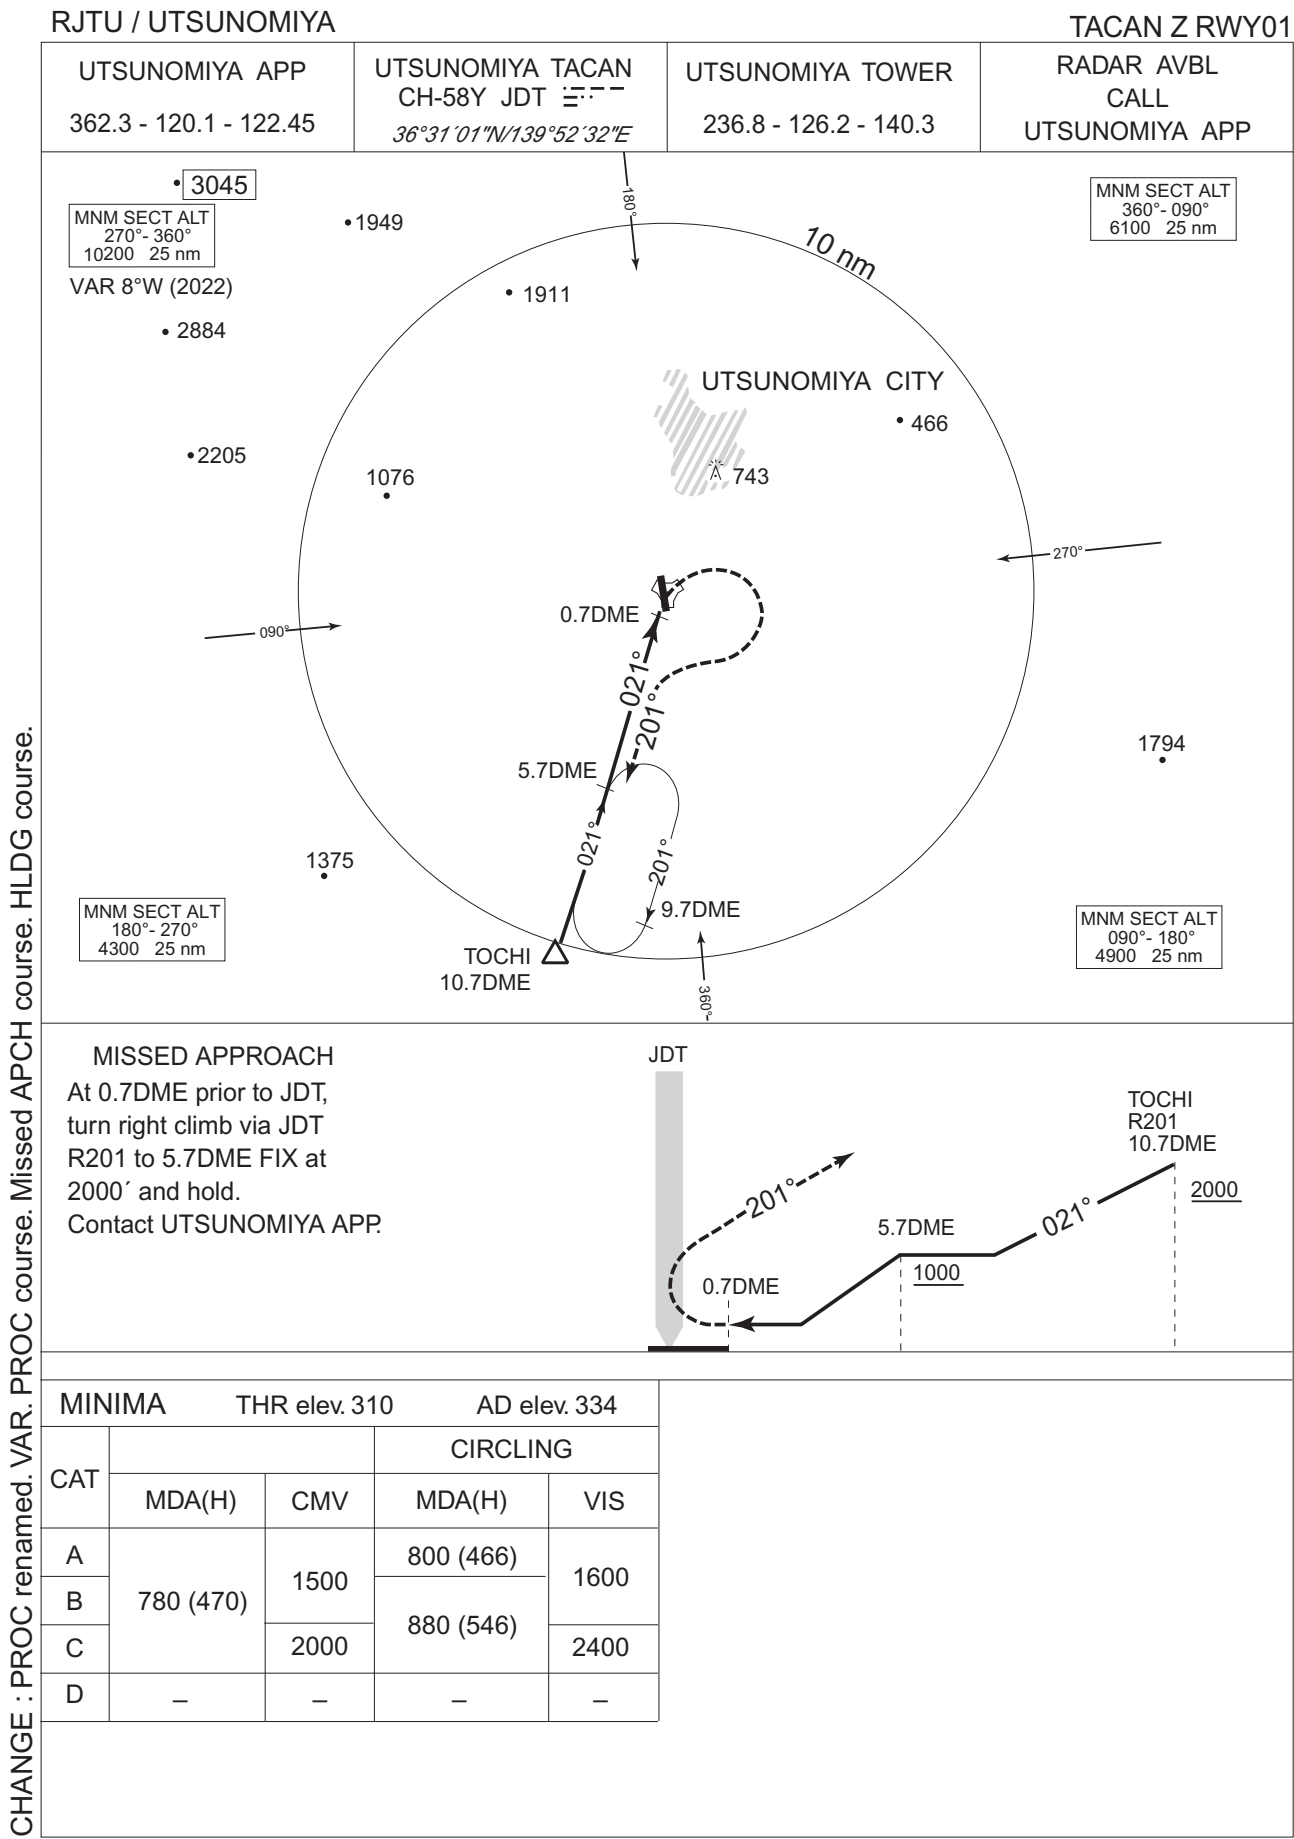 RJTU / UTSUNOMIYA
TACAN Z RWY01
UTSUNOMIYA APP
362.3 - 120.1 - 122.45
UTSUNOMIYA TACAN
CH-58Y JDT
36°31´01"N/139°52´32"E
UTSUNOMIYA TOWER
236.8 - 126.2 - 140.3
RADAR AVBL
CALL
UTSUNOMIYA APP
3045
MNM SECT ALT
270°- 360°
10200 25 nm
VAR 8°W (2022)
1949
180°
10 nm
MNM SECT ALT
360°- 090°
6100 25 nm
1911
2884
UTSUNOMIYA CITY
466
2205
1076
743
270°
0.7DME
090°
021°
201°
5.7DME
1794
021°
201°
1375
9.7DME
MNM SECT ALT
180°- 270°
4300 25 nm
TOCHI
10.7DME
360°
MNM SECT ALT
090°- 180°
4900 25 nm
MISSED APPROACH
At 0.7DME prior to JDT,
turn right climb via JDT
R201 to 5.7DME FIX at
2000´ and hold.
Contact UTSUNOMIYA APP.
JDT
TOCHI
R201
10.7DME
2000
201°
021°
5.7DME
1000
0.7DME
MINIMA THR elev. 310 AD elev. 334
CAT
CIRCLING
MDA(H) CMV MDA(H) VIS
A
B
C
D
780 (470)
1500
2000
800 (466)
880 (546)
1600
2400
– – – –
CHANGE : PROC renamed. VAR. PROC course. Missed APCH course. HLDG course.